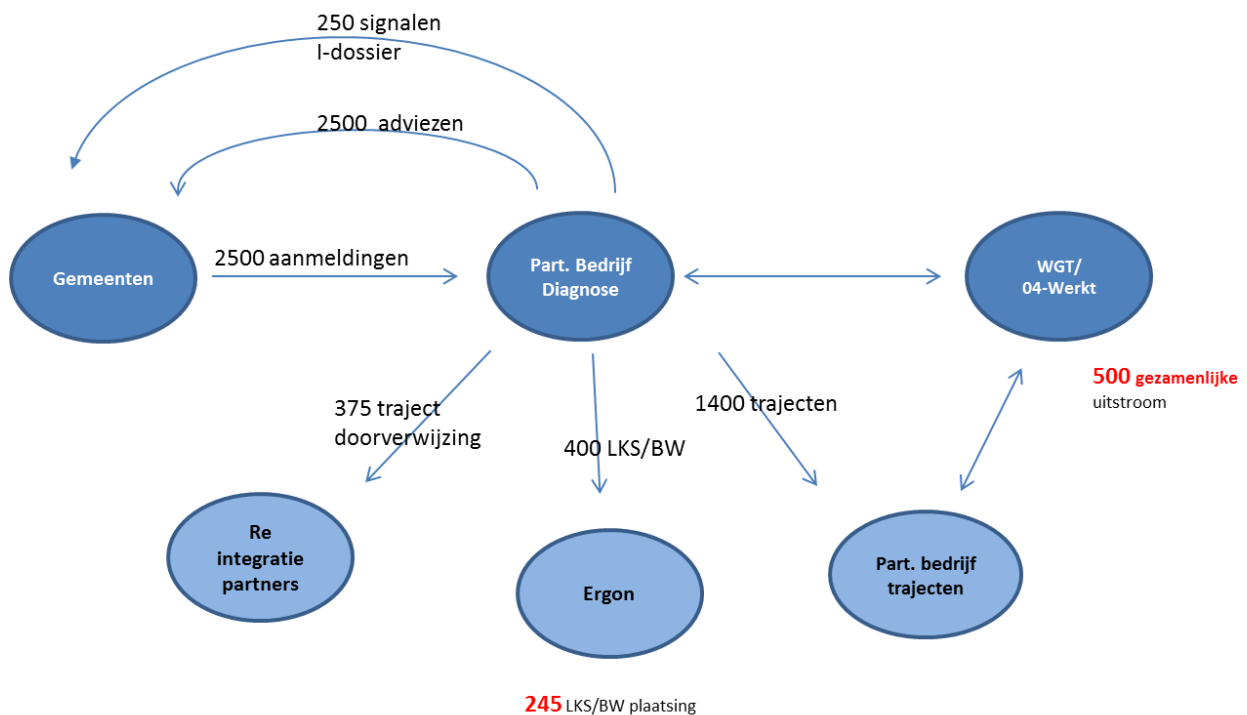 250 signalen
I-dossier
2500 adviezen
Gemeenten
2500 aanmeldingen
Part. Bedrijf
Diagnose
WGT/
04-Werkt
500 gezamenlijke
uitstroom
375 traject
doorverwijzing
400 LKS/BW
1400 trajecten
Re
integratie
partners
Ergon
Part. bedrijf
trajecten
245 LKS/BW plaatsing